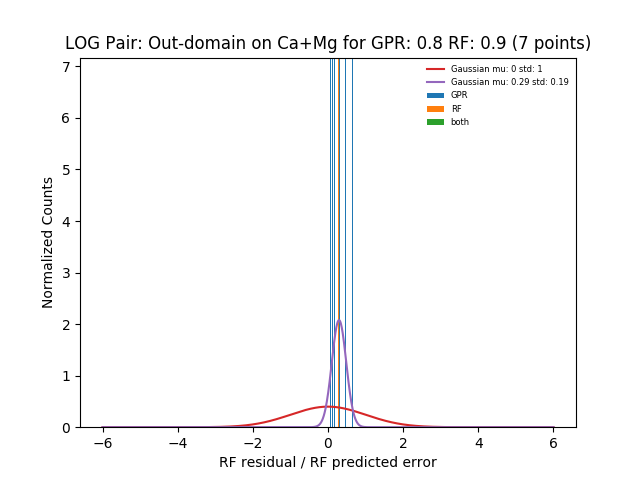 LOG Pair: Out-domain on Ca+Mg for GPR: 0.8 RF: 0.9 (7 points)
Gaussian mu: 0 std: 1
Gaussian mu: 0.29 std: 0.19
GPR
RF
both
Normalized Counts
7
6
5
4
3
2
1
0
−6 −4 −2 0 2 4 6
RF residual / RF predicted error